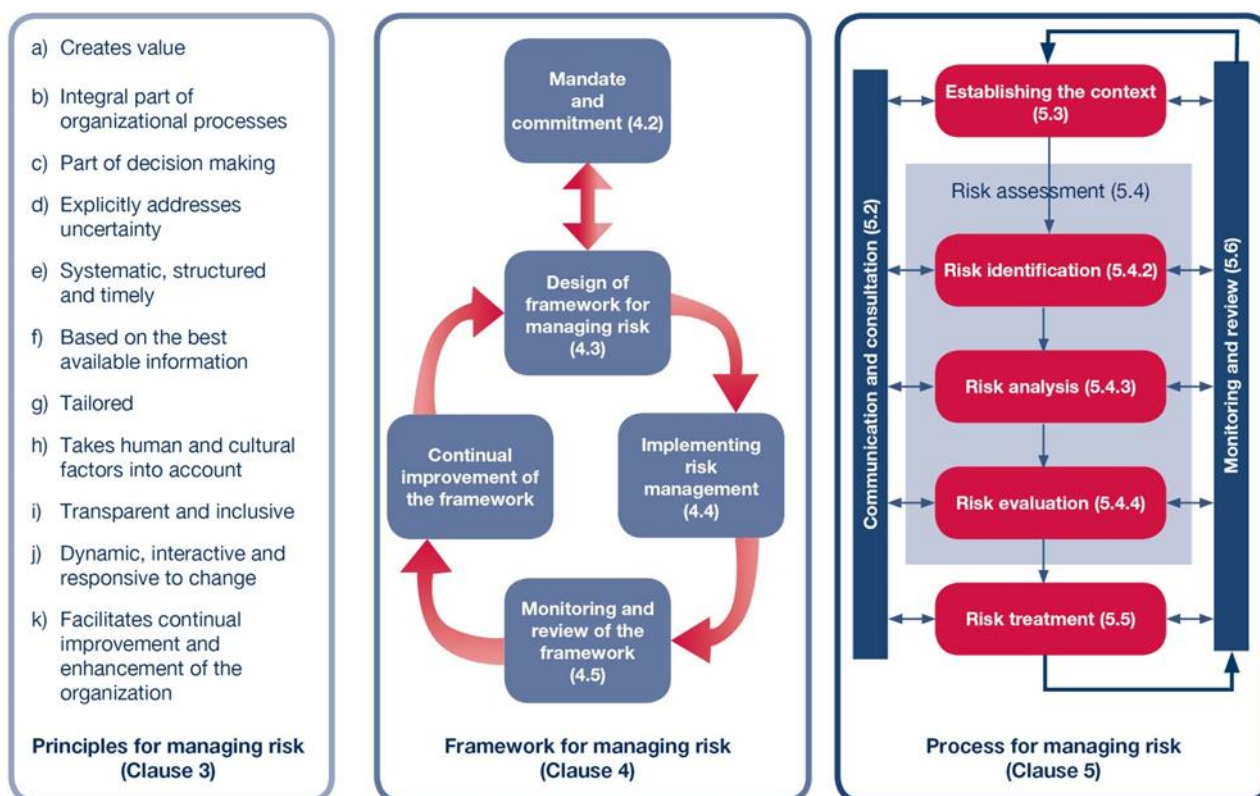 a) Creates value
b) Integral part of
organizational processes
c) Part of decision making
d) Explicitly addresses
uncertainty
e) Systematic, structured
and timely
f) Based on the best
available information
g) Tailored
h) Takes human and cultural
factors into account
i) Transparent and inclusive
j) Dynamic, interactive and
responsive to change
k) Facilitates continual
improvement and
enhancement of the
organization
Principles for managing risk
(Clause 3)
Mandate
and
commitment (4.2)
Design of
framework for
managing risk
(4.3)
Continual
improvement of
the framework
Implementing
risk
management
(4.4)
Monitoring and
review of the
framework
(4.5)
Framework for managing risk
(Clause 4)
Communication and consultation (5.2)
Establishing the context
(5.3)
Risk assessment (5.4)
Risk identification (5.4.2)
Risk analysis (5.4.3)
Risk evaluation (5.4.4)
Risk treatment (5.5)
Monitoring and review (5.6)
Process for managing risk
(Clause 5)